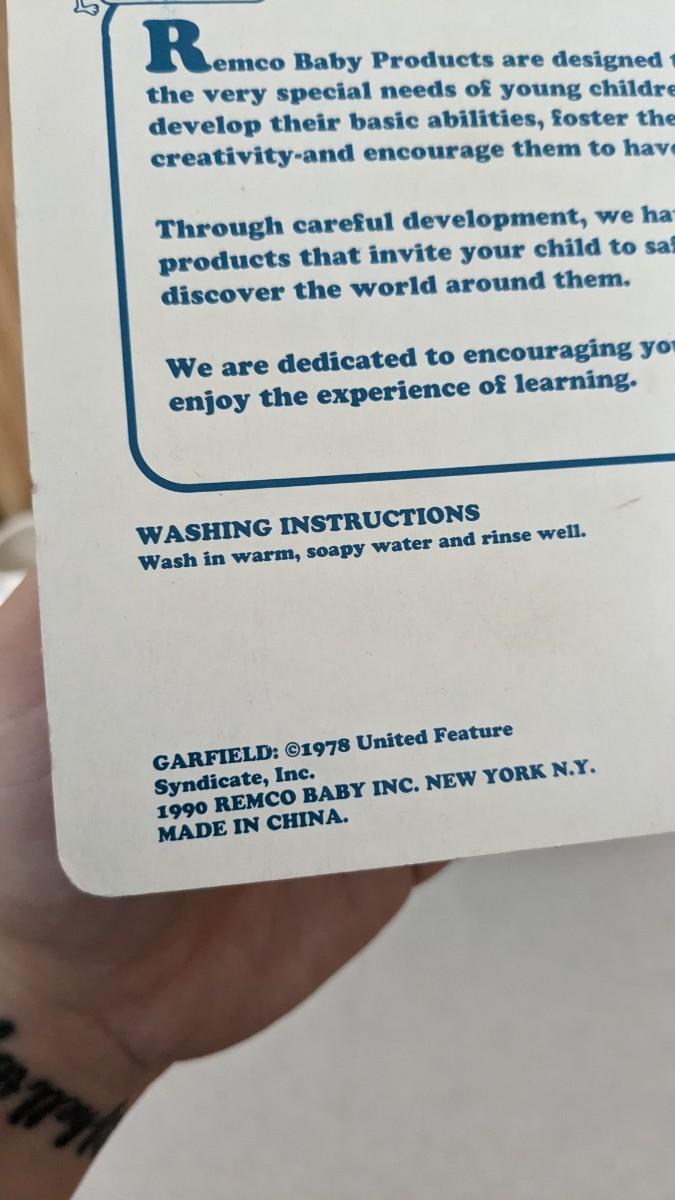 Remco Baby Products are designed
the very special needs of young childre
develop their basic abilities, foster the
creativity-and encourage them to have
Through careful development, we ha
products that invite your child to saf
discover the world around them.
We are dedicated to encouraging you
enjoy the experience of learning.
WASHING INSTRUCTIONS
Wash in warm, soapy water and rinse well.
GARFIELD: ©1978 United Feature
Syndicate, Inc.
1990 REMCO BABY INC. NEW YORK N.Y.
MADE IN CHINA.